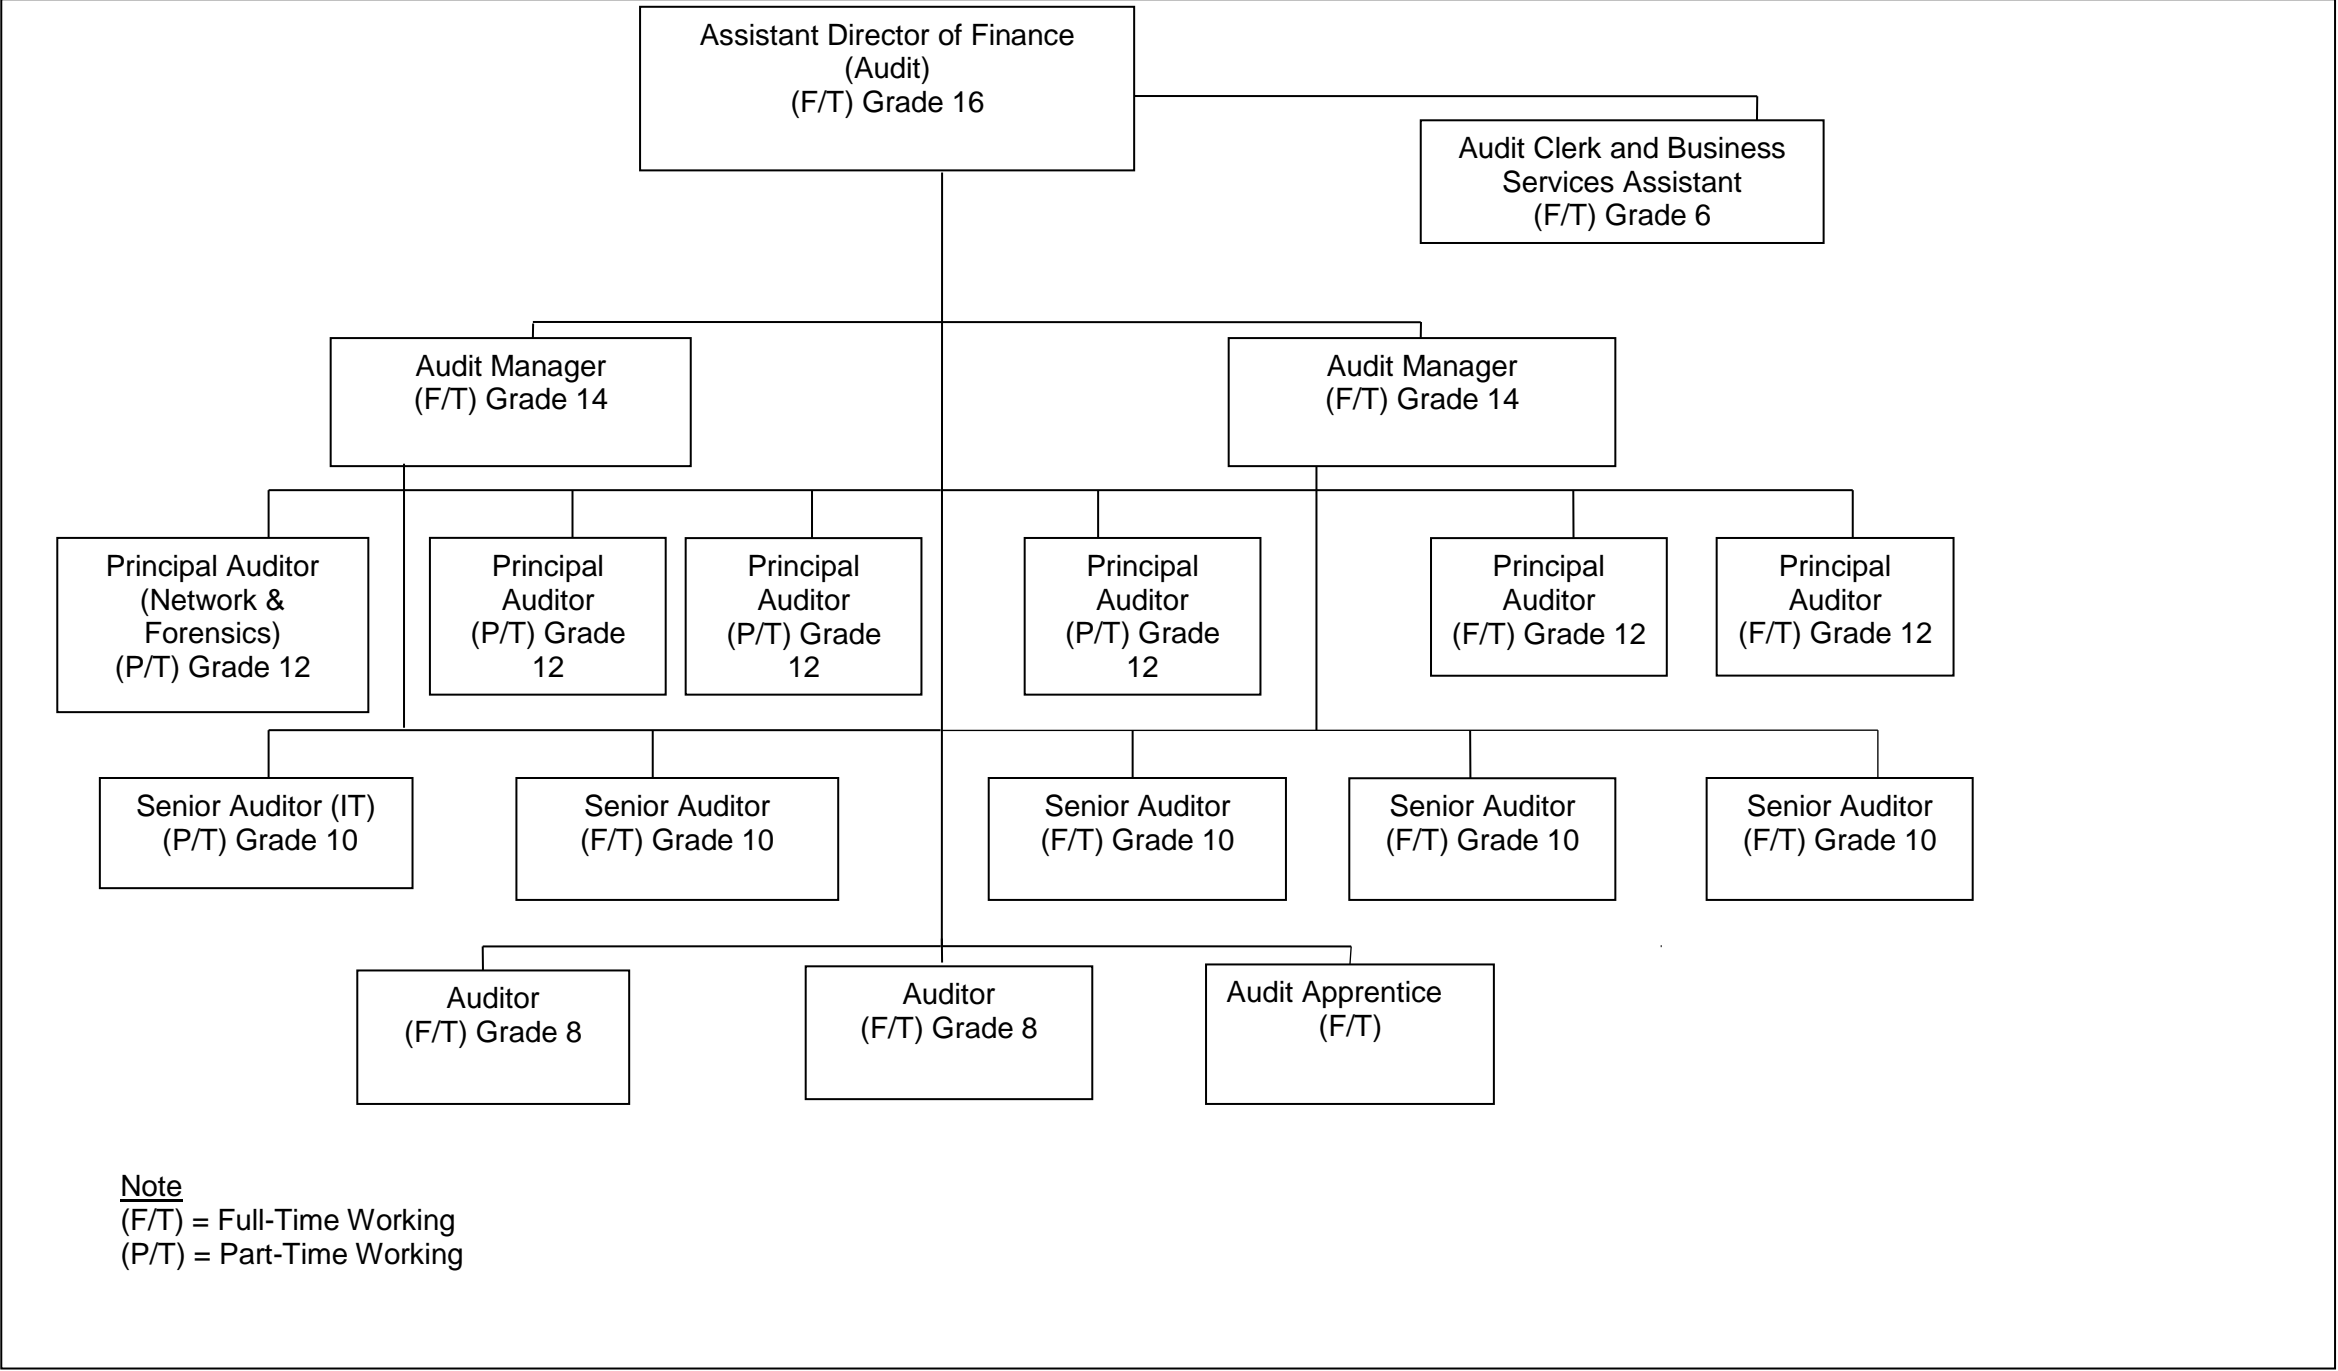 Assistant Director of Finance
(Audit)
(F/T) Grade 16
Audit Clerk and Business
Services Assistant
(F/T) Grade 6
Audit Manager
(F/T) Grade 14
Audit Manager
(F/T) Grade 14
Principal Auditor
(Network &
Forensics)
(P/T) Grade 12
Principal
Auditor
(P/T) Grade
12
Principal
Auditor
(P/T) Grade
12
Principal
Auditor
(P/T) Grade
12
Principal
Auditor
(F/T) Grade 12
Principal
Auditor
(F/T) Grade 12
Senior Auditor (IT)
(P/T) Grade 10
Senior Auditor
(F/T) Grade 10
Senior Auditor
(F/T) Grade 10
Senior Auditor
(F/T) Grade 10
Senior Auditor
(F/T) Grade 10
Auditor
(F/T) Grade 8
Auditor
(F/T) Grade 8
Audit Apprentice
(F/T)
Note
(F/T) = Full-Time Working
(P/T) = Part-Time Working